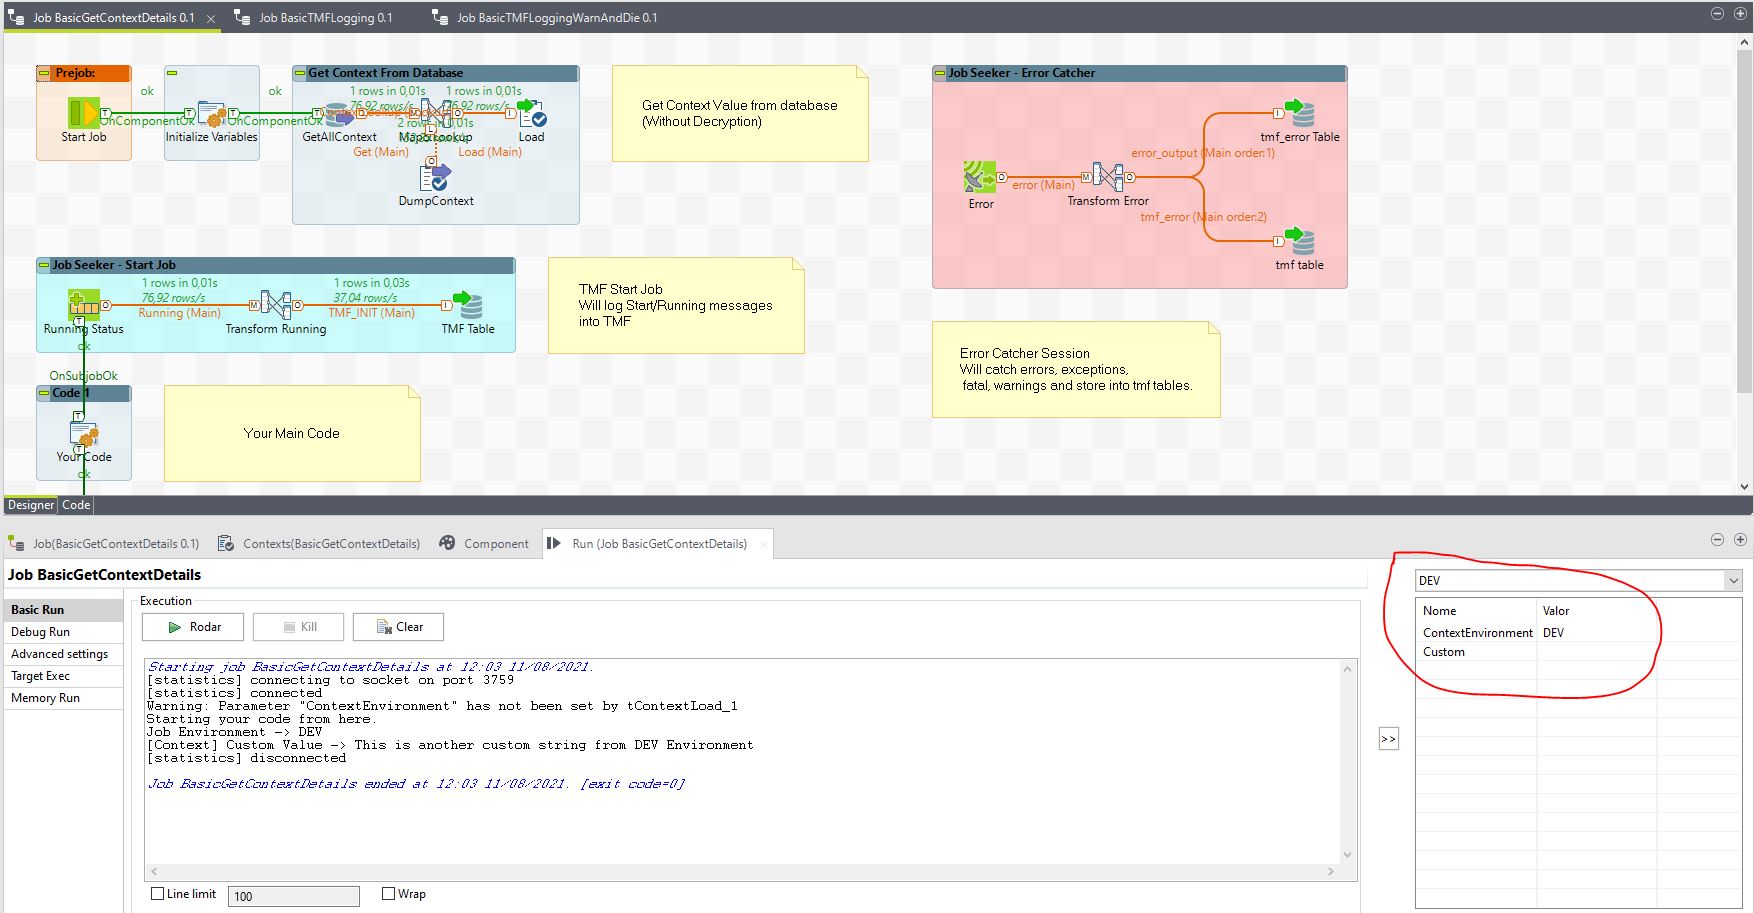 Job BasicGetContextDetails 0.1
Job BasicTMFLogging 0.1
Job BasicTMFLoggingWarnAndDie 0.1
Prejob:
Start Job
ok
OnComponentOk
Initialize Variables
ok
OnComponentOk
Get Context From Database
1 rows in 0,01s
76,92 rows/s
1 rows in 0,01s
76,92 rows/s
GetAllContext
Load
2 rows in 0,01s
Get (Main)
Load (Main)
DumpContext
Get Context Value from database
(Without Decryption)
Job Seeker - Error Catcher
tmf_error Table
error_output (Main order:1)
error (Main)
Error
Transform Error
tmf_error (Main order:2)
tmf table
Job Seeker - Start Job
1 rows in 0,01s
76,92 rows/s
Running (Main)
1 rows in 0,03s
37,04 rows/s
TMF_INIT (Main)
Running Status
Transform Running
TMF Table
ok
OnSubjobOk
TMF Start Job
Will log Start/Running messages
into TMF
Error Catcher Session
Will catch errors, exceptions,
fatal, warnings and store into tmf tables.
Code 1
Your Code
ok
Your Main Code
Designer
Code
Job(BasicGetContextDetails 0.1)
Contexts(BasicGetContextDetails)
Component
Run (Job BasicGetContextDetails)
Job BasicGetContextDetails
Basic Run
Debug Run
Advanced settings
Target Exec
Memory Run
Execution
Rodar
Kill
Clear
Starting job BasicGetContextDetails at 12:03 11/08/2021.
[statistics] connecting to socket on port 3759
[statistics] connected
Warning: Parameter "ContextEnvironment" has not been set by tContextLoad_1
Starting your code from here.
Job Environment -> DEV
[Context] Custom Value -> This is another custom string from DEV Environment
[statistics] disconnected
Job BasicGetContextDetails ended at 12:03 11/08/2021. [exit code=0]
Line limit
100
Wrap
>>
DEV
Nome
Valor
ContextEnvironment
DEV
Custom